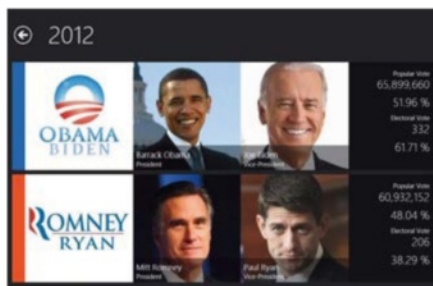 2012
OBAMA
BIDEN
Barack Obama
President
Joe Biden
Vice-President
Popular Vote
65,899,660
51.96 %
Electoral Vote
332
61.71 %
ROMNEY
RYAN
Mitt Romney
President
Paul Ryan
Vice-President
Popular Vote
60,932,152
48.04 %
Electoral Vote
206
38.29 %